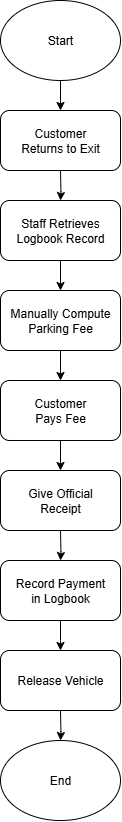 Start
Customer
Returns to Exit
Staff Retrieves
Logbook Record
Manually Compute
Parking Fee
Customer
Pays Fee
Give Official
Receipt
Record Payment
in Logbook
Release Vehicle
End